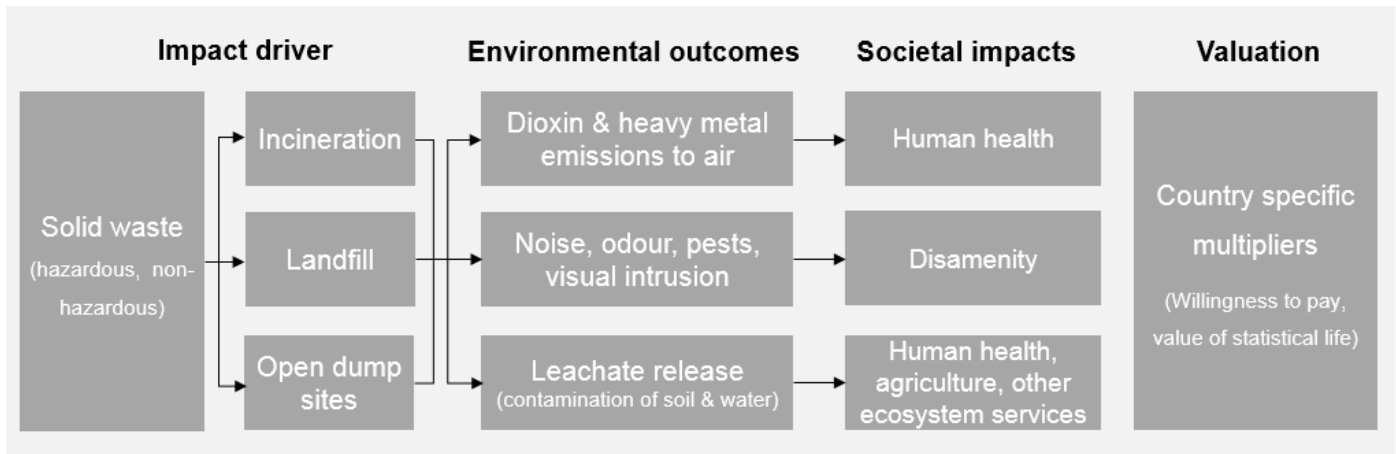 Impact driver
Environmental outcomes
Societal impacts
Valuation
Solid waste
(hazardous, non-
hazardous)
Incineration
Landfill
Open dump
sites
Dioxin & heavy metal
emissions to air
Noise, odour, pests,
visual intrusion
Leachate release
(contamination of soil & water)
Human health
Disamenity
Human health,
agriculture, other
ecosystem services
Country specific
multipliers
(Willingness to pay,
value of statistical life)